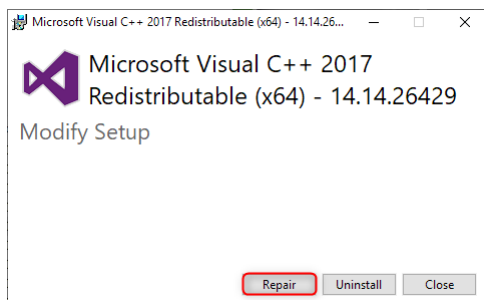 Microsoft Visual C++ 2017 Redistributable (x64) - 14.14.26...
Microsoft Visual C++ 2017
Redistributable (x64) - 14.14.26429
Modify Setup
Repair Uninstall Close